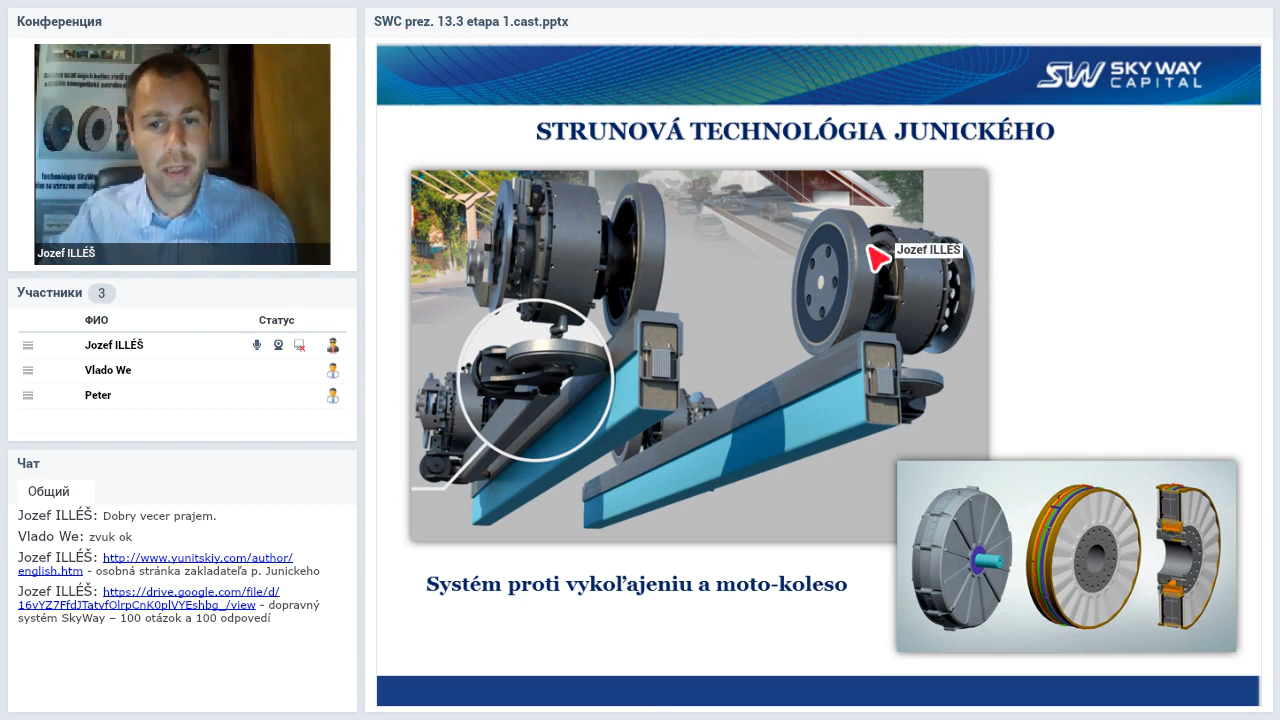 Конференция
Jozef ILLÉŠ
Участники 3
ФИО Статус
Jozef ILLÉŠ
Vlado We
Peter
Чат
Общий
Jozef ILLÉŠ: Dobry vecer prajem.
Vlado We: zvuk ok
Jozef ILLÉŠ: http://www.yunitskiy.com/author/
english.htm - osobná stránka zakladateľa p. Junickeho
Jozef ILLÉŠ: https://drive.google.com/file/d/
16vYZ7FfdJTatvfOlrpCnK0plVYEshbg_/view - dopravný
systém SkyWay – 100 otázok a 100 odpovedí
SWC prez. 13.3 etapa 1.cast.pptx
SW SKY WAY
CAPITAL
STRUNOVÁ TECHNOLÓGIA JUNICKÉHO
Jozef ILLÉŠ
Systém proti vykoľajeniu a moto-koleso